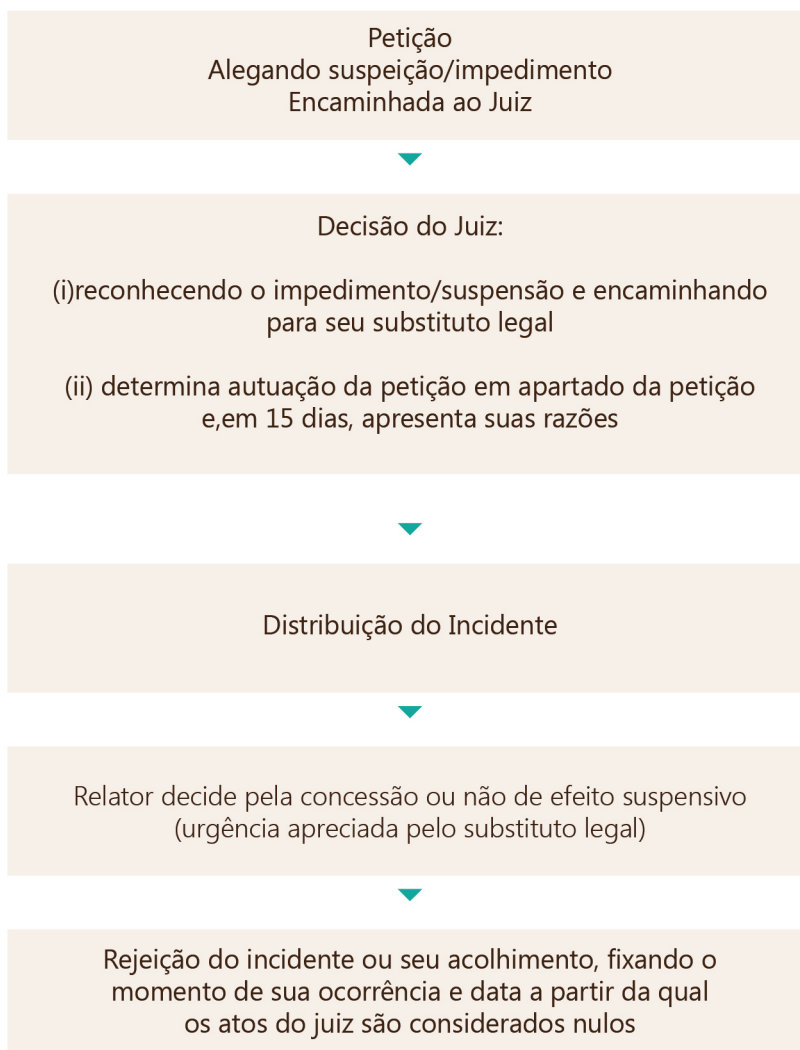 Petição
Alegando suspeição/impedimento
Encaminhada ao Juiz
Decisão do Juiz:
(i)reconhecendo o impedimento/suspensão e encaminhando
para seu substituto legal
(ii) determina autuação da petição em apartado da petição
e,em 15 dias, apresenta suas razões
Distribuição do Incidente
Relator decide pela concessão ou não de efeito suspensivo
(urgência apreciada pelo substituto legal)
Rejeição do incidente ou seu acolhimento, fixando o
momento de sua ocorrência e data a partir da qual
os atos do juiz são considerados nulos